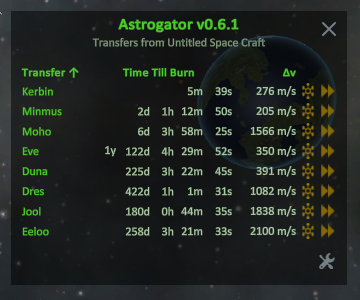 Astrogator v0.6.1
Transfers from Untitled Space Craft
Transfer ↑ Time Till Burn Δv
Kerbin 5m 39s 276 m/s
Minmus 2d 1h 12m 50s 205 m/s
Moho 6d 3h 58m 25s 1566 m/s
Eve 1y 122d 4h 29m 52s 350 m/s
Duna 225d 3h 22m 45s 391 m/s
Dres 422d 1h 1m 31s 1082 m/s
Jool 180d 0h 44m 35s 1838 m/s
Eeloo 258d 3h 21m 33s 2100 m/s